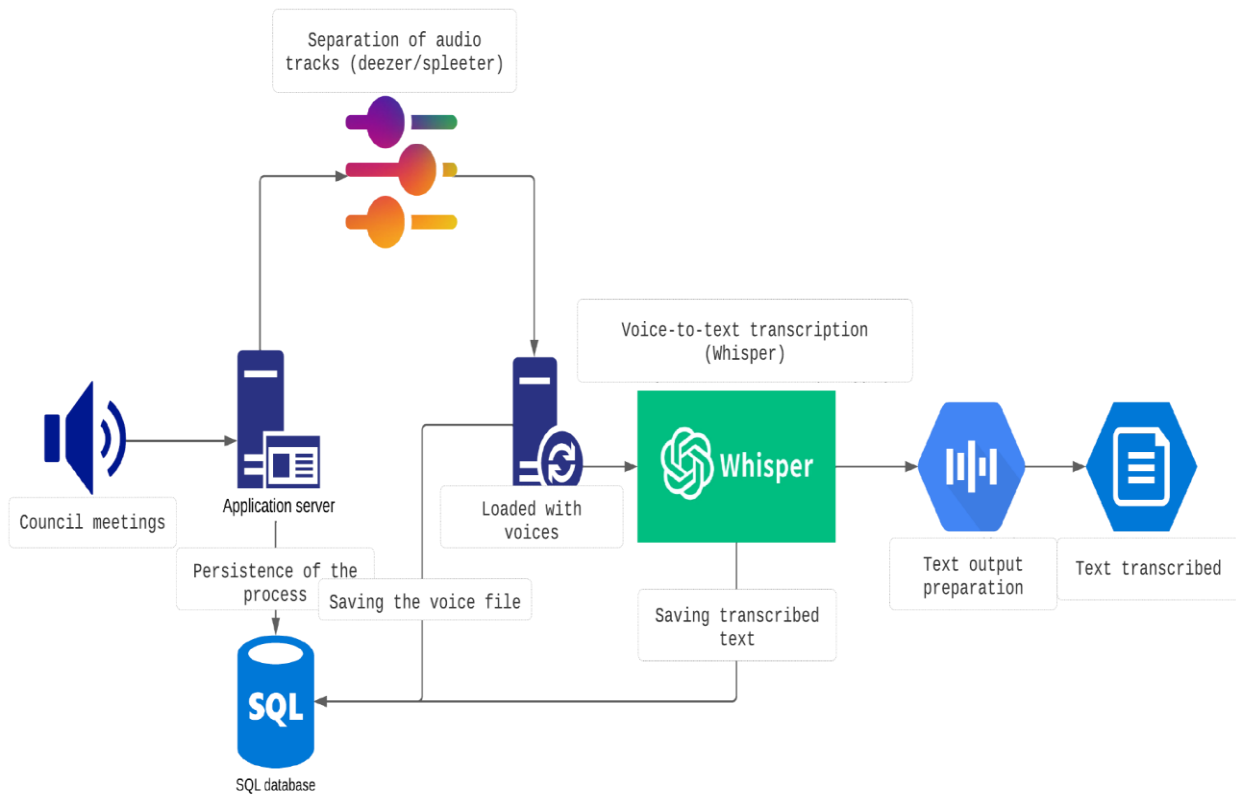 Separation of audio
tracks (deezer/spleeter)
Voice-to-text transcription
(Whisper)
Whisper
Council meetings
Application server
Loaded with
voices
Text output
preparation
Text transcribed
Persistence of the
process
Saving the voice file
Saving transcribed
text
SQL
SQL database